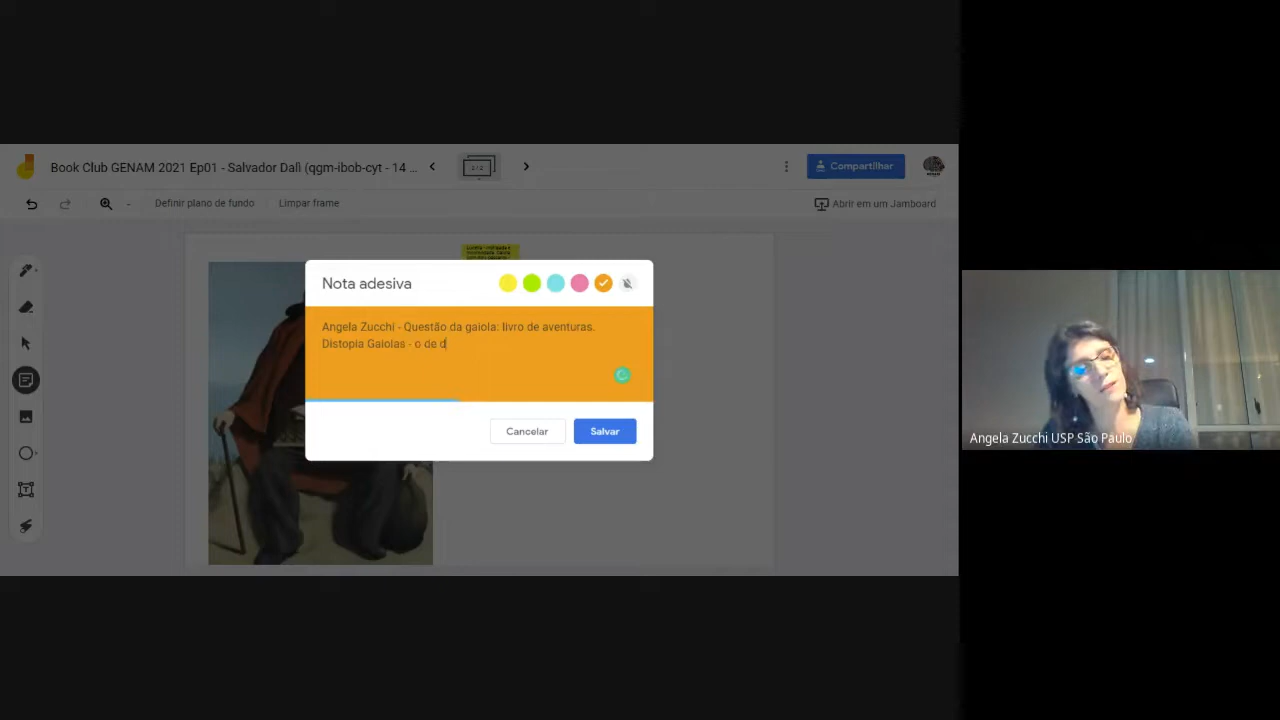 Book Club GENAM 2021 Ep01 - Salvador Dalì (qgm-ibob-cyt - 14 ...
Compartilhar
Definir plano de fundo
Limpar frame
Abrir em um Jamboard
Nota adesiva
Angela Zucchi - Questão da gaiola: livro de aventuras.
Distopia Gaiolas - o de d
Cancelar
Salvar
Angela Zucchi USP São Paulo